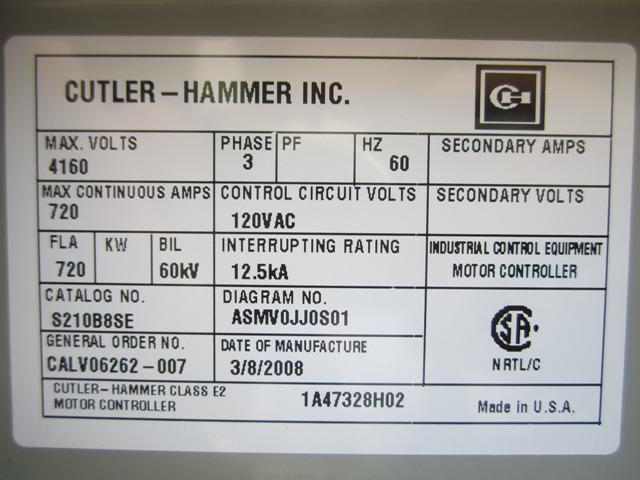 CUTLER-HAMMER INC.
CH
MAX. VOLTS
4160
PHASE
3
PF
HZ
60
SECONDARY AMPS
MAX CONTINUOUS AMPS
720
CONTROL CIRCUIT VOLTS
120VAC
SECONDARY VOLTS
FLA
720
KW
BIL
60kV
INTERRUPTING RATING
12.5kA
INDUSTRIAL CONTROL EQUIPMENT
MOTOR CONTROLLER
CATALOG NO.
S210B8SE
DIAGRAM NO.
ASMV0JJ0S01
SA
NRTL/C
GENERAL ORDER NO.
CALV06262-007
DATE OF MANUFACTURE
3/8/2008
CUTLER-HAMMER CLASS E2
MOTOR CONTROLLER
1A47328H02
Made in U.S.A.